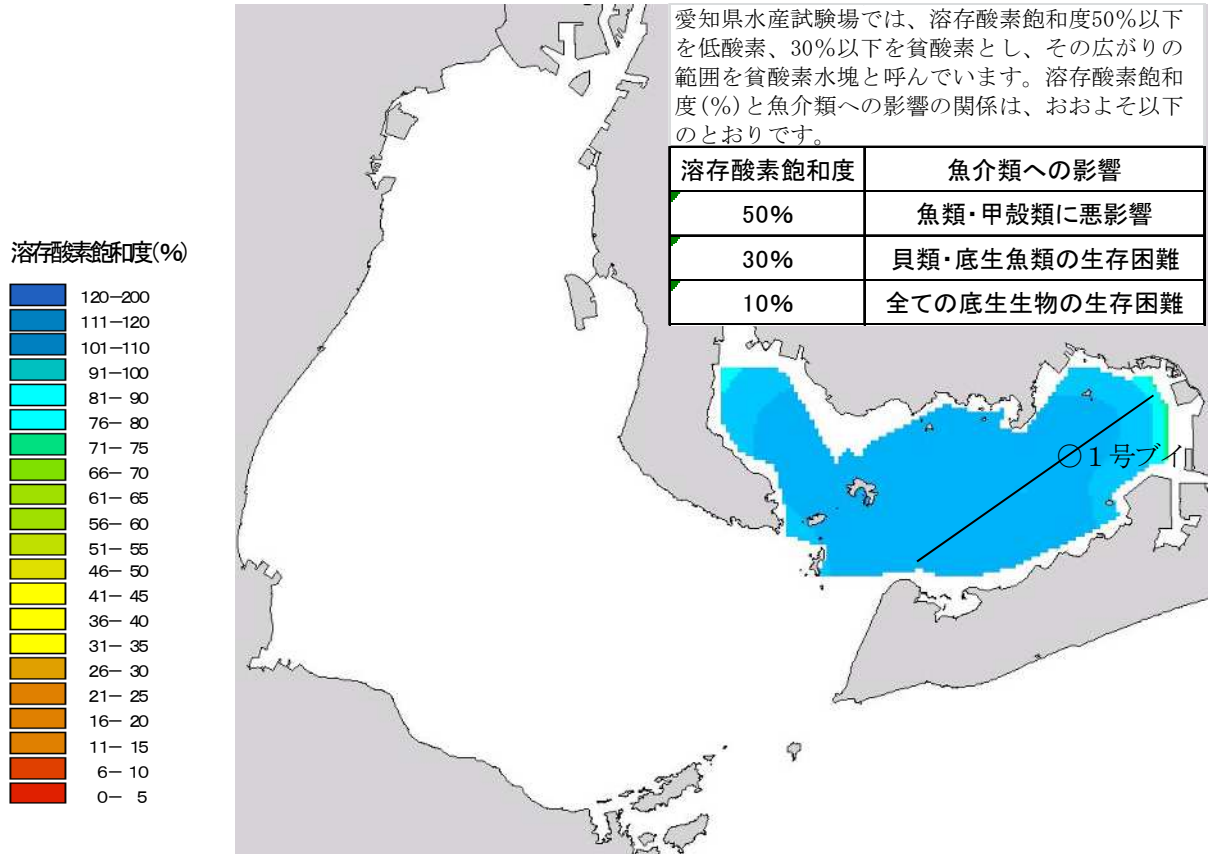 愛知県水産試験場では、溶存酸素飽和度50％以下
を低酸素、30％以下を貧酸素とし、その広がりの
範囲を貧酸素水塊と呼んでいます。溶存酸素飽和
度(％)と魚介類への影響の関係は、おおよそ以下
のとおりです。
溶存酸素飽和度 魚介類への影響
50% 魚類・甲殻類に悪影響
30% 貝類・底生魚類の生存困難
10% 全ての底生生物の生存困難
溶存酸素飽和度(%)
120－200
111－120
101－110
91－100
81－ 90
76－ 80
71－ 75
66－ 70
61－ 65
56－ 60
51－ 55
46－ 50
41－ 45
36－ 40
31－ 35
26－ 30
21－ 25
16－ 20
11－ 15
6－ 10
0－ 5
○１号ブイ